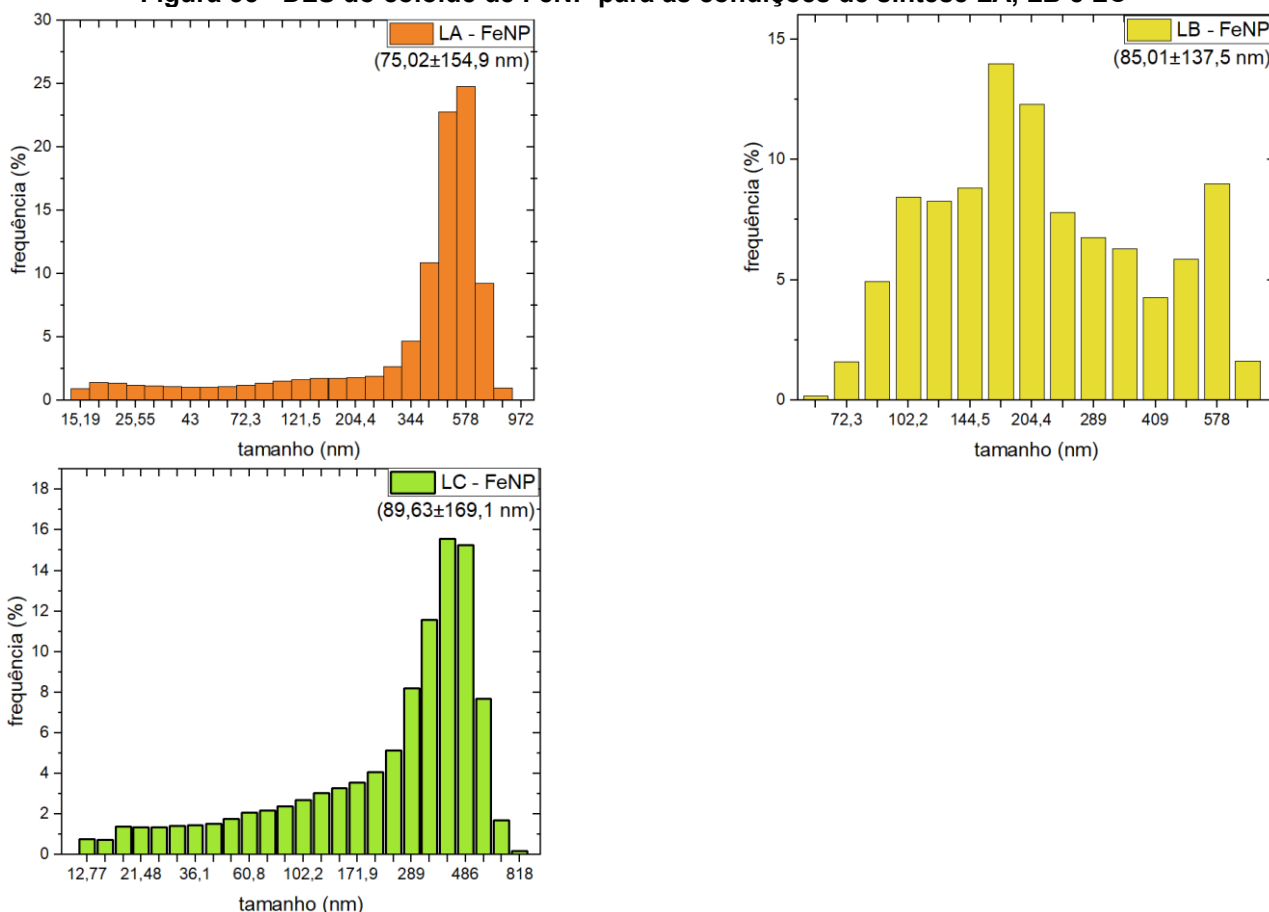 Figura - DLS do coloide de FeNP para as condições de síntese LA, LB e LC
LA - FeNP
(75,02±154,9 nm)
frequência (%)
30
25
20
15
10
5
0
15,19 25,55 43 72,3 121,5 204,4 344 578 972
tamanho (nm)
LB - FeNP
(85,01±137,5 nm)
frequência (%)
15
10
5
0
72,3 102,2 144,5 204,4 289 409 578
tamanho (nm)
LC - FeNP
(89,63±169,1 nm)
frequência (%)
18
16
14
12
10
8
6
4
2
0
12,77 21,48 36,1 60,8 102,2 171,9 289 486 818
tamanho (nm)